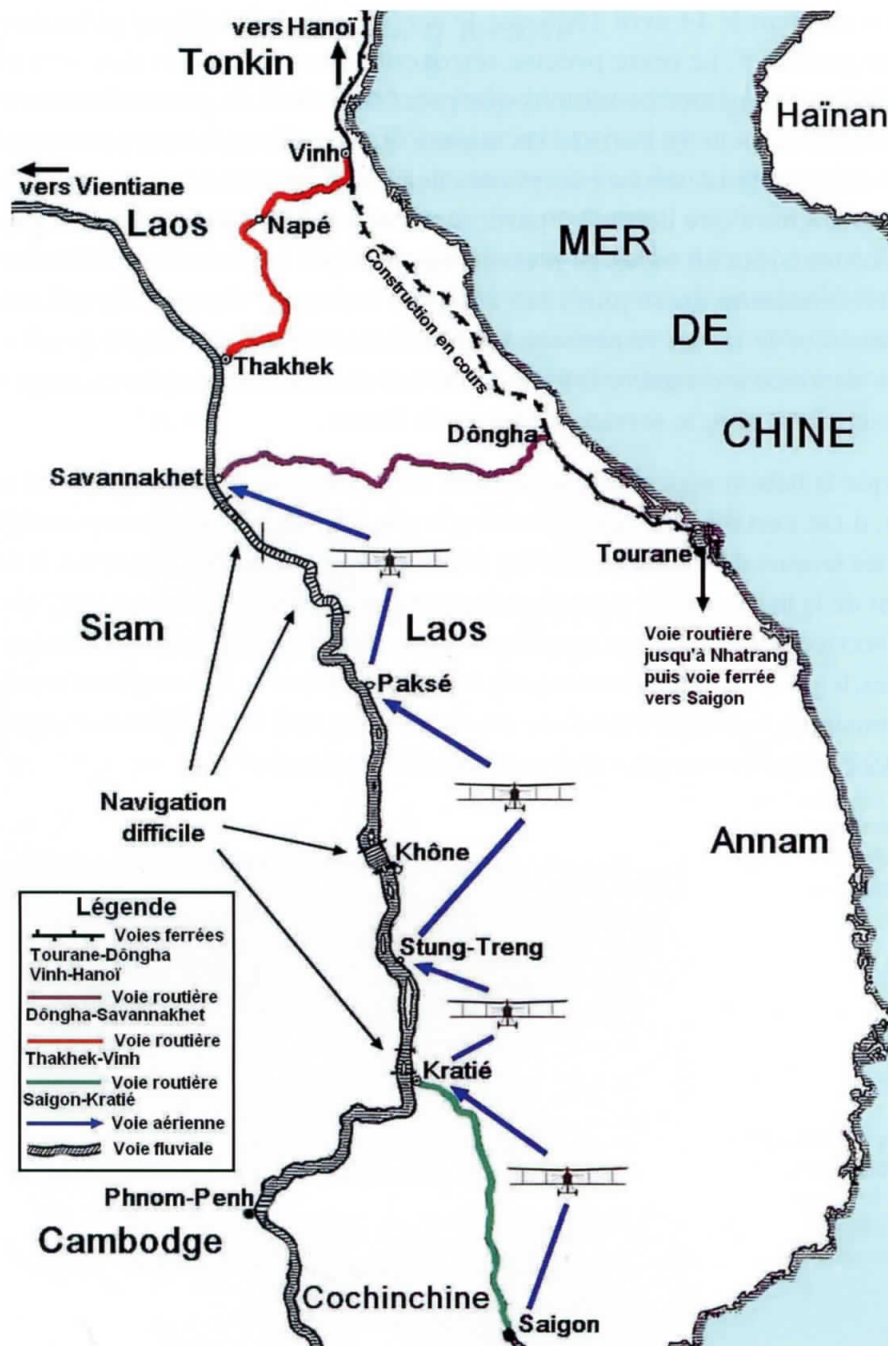 vers Hanoï
Tonkin
Haïnan
Vinh
vers Vientiane
Laos
Napé
MER
DE
CHINE
Construction en cours
Thakhek
Dôngha
Savannakhet
Tourane
Siam
Laos
Voie routière
jusqu'à Nhatrang
puis voie ferrée
vers Saigon
Paksé
Navigation
difficile
Khône
Annam
Légende
Voies ferrées
Tourane-Dôngha
Vinh-Hanoï
Voie routière
Dôngha-Savannakhet
Voie routière
Thakhek-Vinh
Voie routière
Saigon-Kratié
Voie aérienne
Voie fluviale
Stung-Treng
Kratié
Phnom-Penh
Cambodge
Cochinchine
Saigon